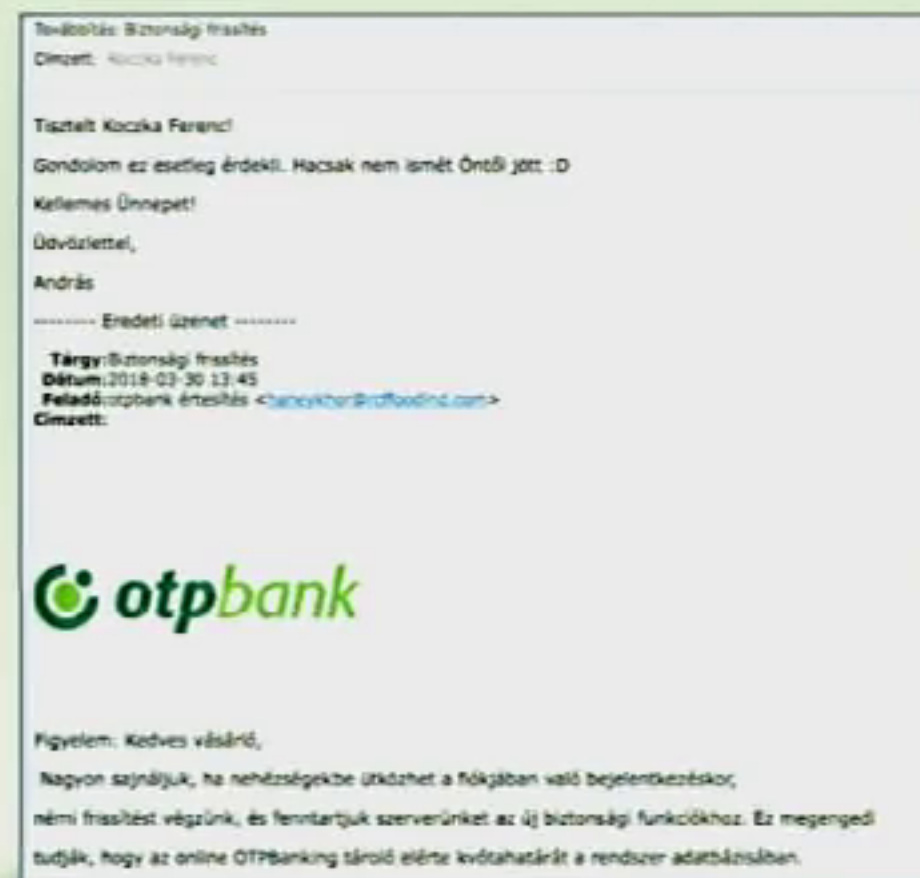 Továbbítás: Biztonsági frissítés
Címzett: Koczka Ferenc
Tisztelt Koczka Ferenc!
Gondolom ez esetleg érdekli. Hacsak nem ismét Öntől jött :D
Kellemes Ünnepet!
Üdvözlettel,
András
-------- Eredeti üzenet --------
Tárgy:Biztonsági frissítés
Dátum:2018-03-30 13:45
Feladó:otpbank értesítés
Címzett:
otpbank
Figyelem: Kedves vásárló,
Nagyon sajnáljuk, ha nehézségekbe ütközhet a fiókjában való bejelentkezéskor,
némi frissítést végzünk, és fenntartjuk szerverünket az új biztonsági funkciókhoz. Ez megengedi
tudják, hogy az online OTPBanking tároló elérte kvótahatárát a rendszer adatbázisában.